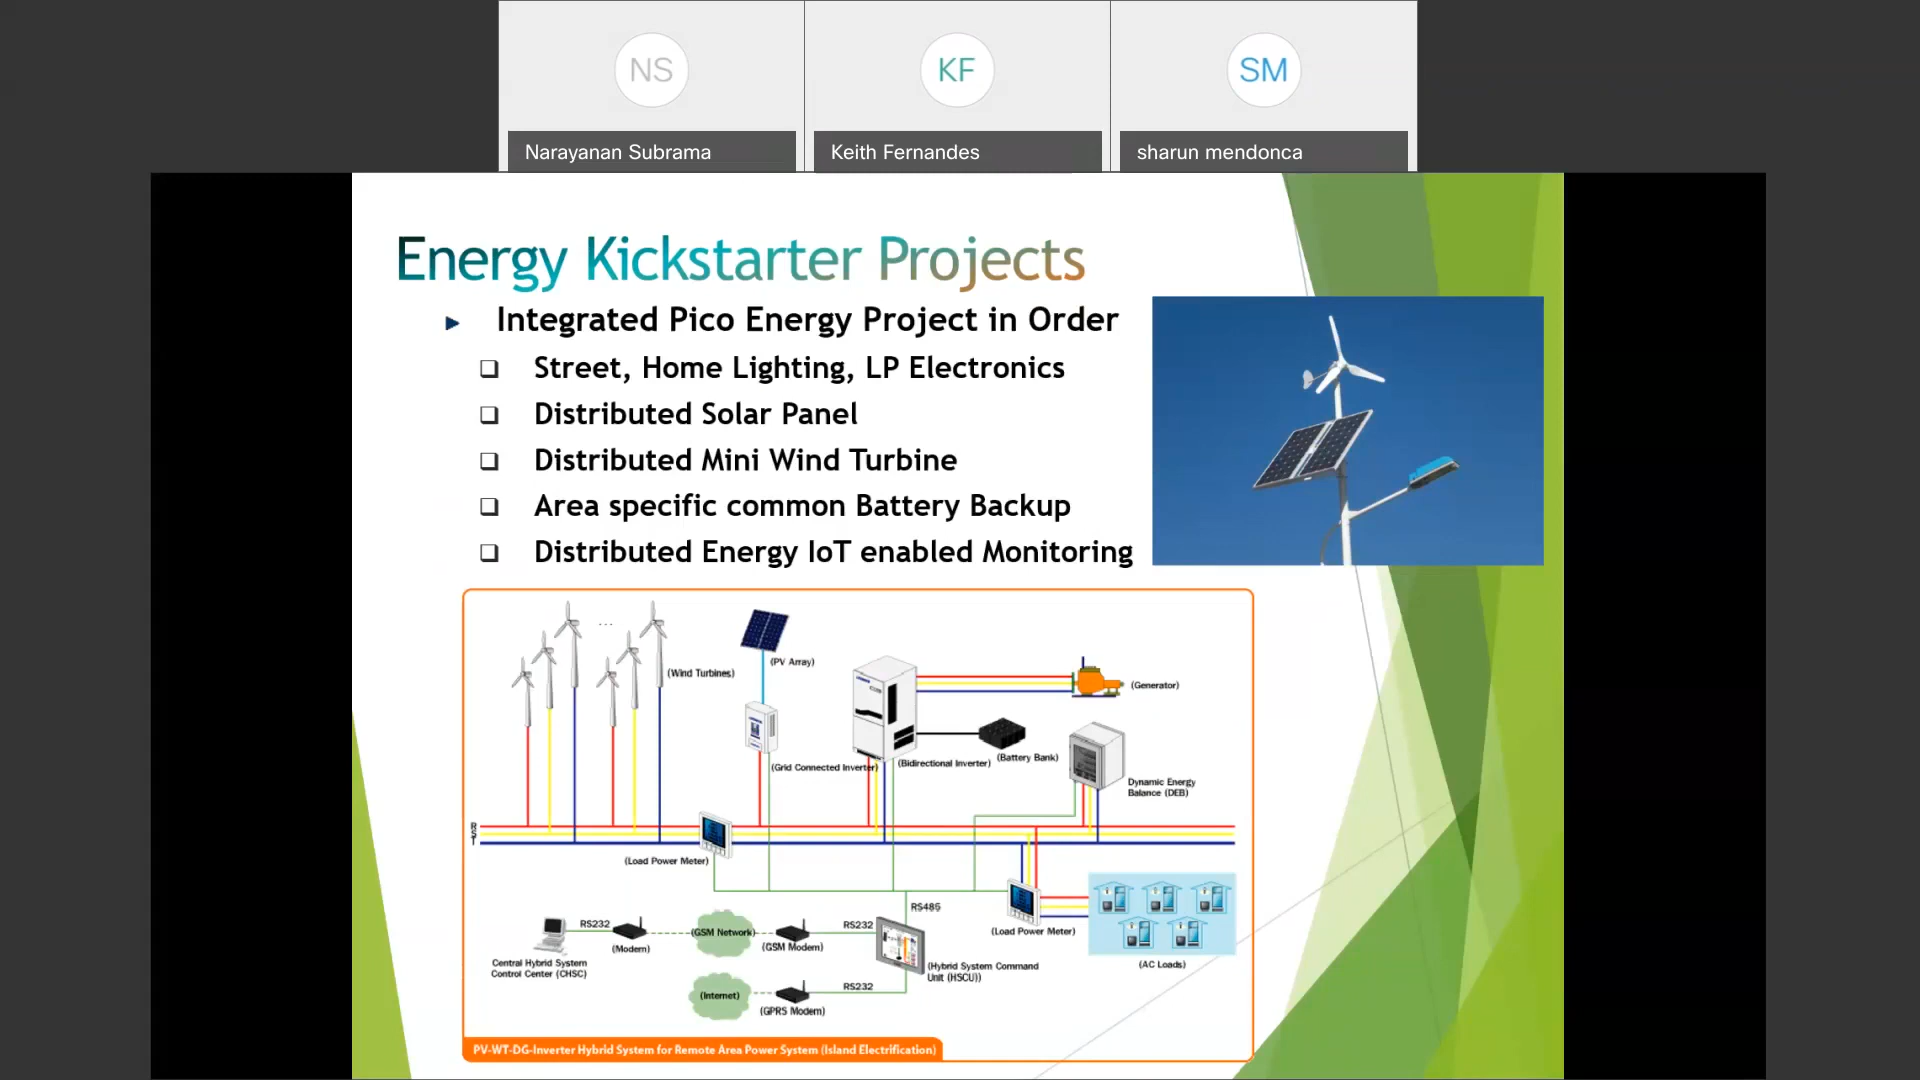 NS
KF
SM
Narayanan Subrama
Keith Fernandes
sharun mendonca
Energy Kickstarter Projects
Integrated Pico Energy Project in Order
Street, Home Lighting, LP Electronics
Distributed Solar Panel
Distributed Mini Wind Turbine
Area specific common Battery Backup
Distributed Energy IoT enabled Monitoring
...
(Wind Turbines)
(PV Array)
(Generator)
(Grid Connected Inverter)
(Bidirectional Inverter)
(Battery Bank)
Dynamic Energy
Balance (DEB)
R
S
T
(Load Power Meter)
RS485
RS232
(Modem)
(GSM Network)
(GSM Modem)
RS232
(Load Power Meter)
(AC Loads)
Central Hybrid System
Control Center (CHSC)
(Hybrid System Command
Unit (HSCU))
(Internet)
(GPRS Modem)
RS232
PV-WT-DG-Inverter Hybrid System for Remote Area Power System (Island Electrification)